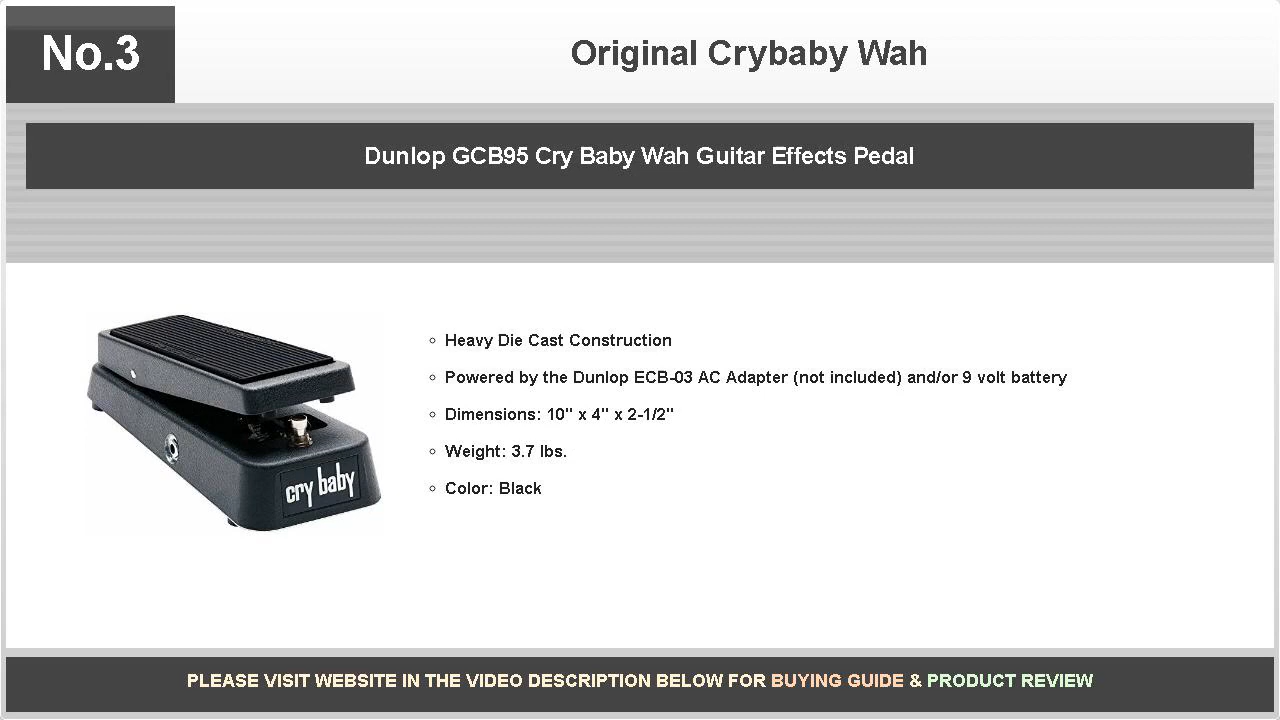 No.3
Original Crybaby Wah
Dunlop GCB95 Cry Baby Wah Guitar Effects Pedal
Heavy Die Cast Construction
Powered by the Dunlop ECB-03 AC Adapter (not included) and/or 9 volt battery
Dimensions: 10" x 4" x 2-1/2"
Weight: 3.7 lbs.
Color: Black
cry baby
PLEASE VISIT WEBSITE IN THE VIDEO DESCRIPTION BELOW FOR BUYING GUIDE & PRODUCT REVIEW